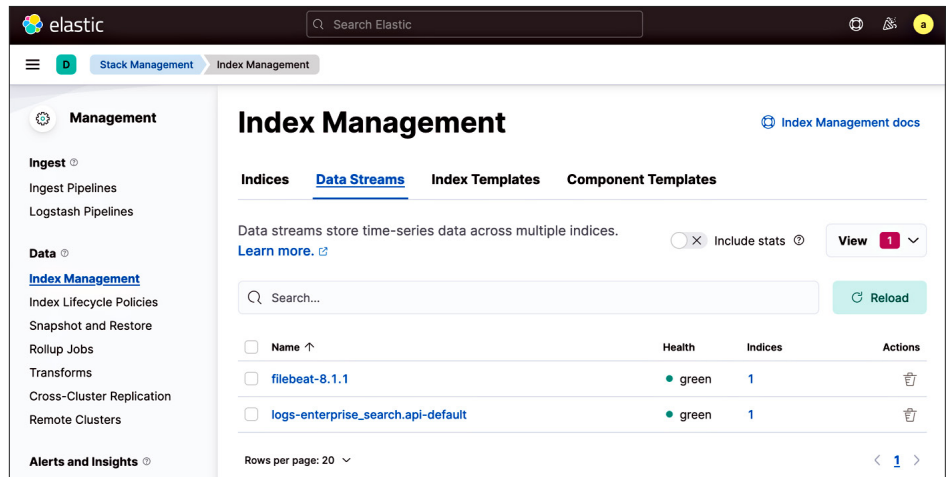 elastic
Search Elastic
a
D
Stack Management
Index Management
Management
Ingest
Ingest Pipelines
Logstash Pipelines
Data
Index Management
Index Lifecycle Policies
Snapshot and Restore
Rollup Jobs
Transforms
Cross-Cluster Replication
Remote Clusters
Alerts and Insights
Index Management
Index Management docs
Indices
Data Streams
Index Templates
Component Templates
Data streams store time-series data across multiple indices.
Learn more.
Include stats
View 1
Search...
Reload
Name Health Indices Actions
filebeat-8.1.1 green 1
logs-enterprise_search.api-default green 1
Rows per page: 20
< 1 >